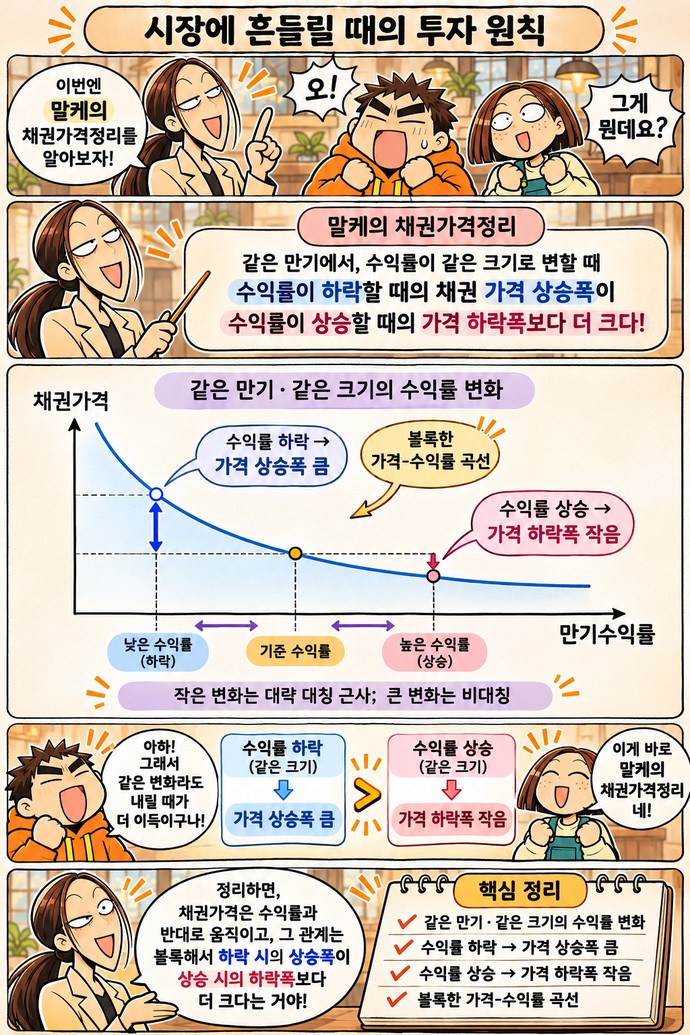 시장에 흔들릴 때의 투자 원칙
이번엔
말케의
채권가격정리를
알아보자!
오!
그게
뭔데요?
말케의 채권가격정리
같은 만기에서, 수익률이 같은 크기로 변할 때
수익률이 하락할 때의 채권 가격 상승폭이
수익률이 상승할 때의 가격 하락폭보다 더 크다!
같은 만기 · 같은 크기의 수익률 변화
채권가격
수익률 하락 →
가격 상승폭 큼
볼록한
가격-수익률 곡선
수익률 상승 →
가격 하락폭 작음
낮은 수익률
(하락)
기준 수익률
높은 수익률
(상승)
만기수익률
작은 변화는 대략 대칭 근사; 큰 변화는 비대칭
아하!
그래서
같은 변화라도
내릴 때가
더 이득이구나!
수익률 하락
(같은 크기)
가격 상승폭 큼
>
수익률 상승
(같은 크기)
가격 하락폭 작음
이게 바로
말케의
채권가격정리
네!
정리하면,
채권가격은 수익률과
반대로 움직이고, 그 관계는
볼록해서 하락 시의 상승폭이
상승 시의 하락폭보다
더 크다는 거야!
핵심 정리
같은 만기 · 같은 크기의 수익률 변화
수익률 하락 → 가격 상승폭 큼
수익률 상승 → 가격 하락폭 작음
볼록한 가격-수익률 곡선